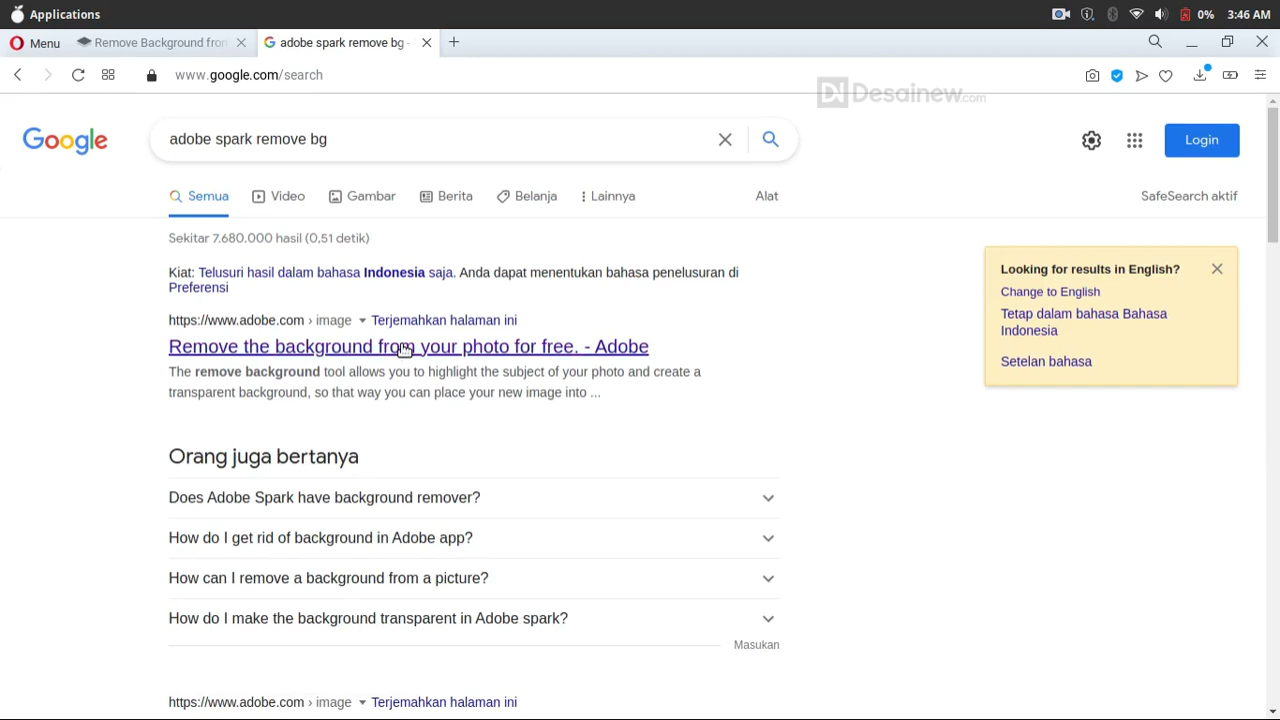 Applications
0%
3:46 AM
Menu
Remove Background from
adobe spark remove bg -
www.google.com/search
Desainew.com
Google
adobe spark remove bg
Login
Semua
Video
Gambar
Berita
Belanja
Lainnya
Alat
SafeSearch aktif
Sekitar 7.680.000 hasil (0,51 detik)
Kiat: Telusuri hasil dalam bahasa Indonesia saja. Anda dapat menentukan bahasa penelusuran di
Preferensi
Looking for results in English?
Change to English
Tetap dalam bahasa Bahasa
Indonesia
Setelan bahasa
https://www.adobe.com › image
Terjemahkan halaman ini
Remove the background from your photo for free. - Adobe
The remove background tool allows you to highlight the subject of your photo and create a
transparent background, so that way you can place your new image into ...
Orang juga bertanya
Does Adobe Spark have background remover?
How do I get rid of background in Adobe app?
How can I remove a background from a picture?
How do I make the background transparent in Adobe spark?
Masukan
https://www.adobe.com › image
Terjemahkan halaman ini